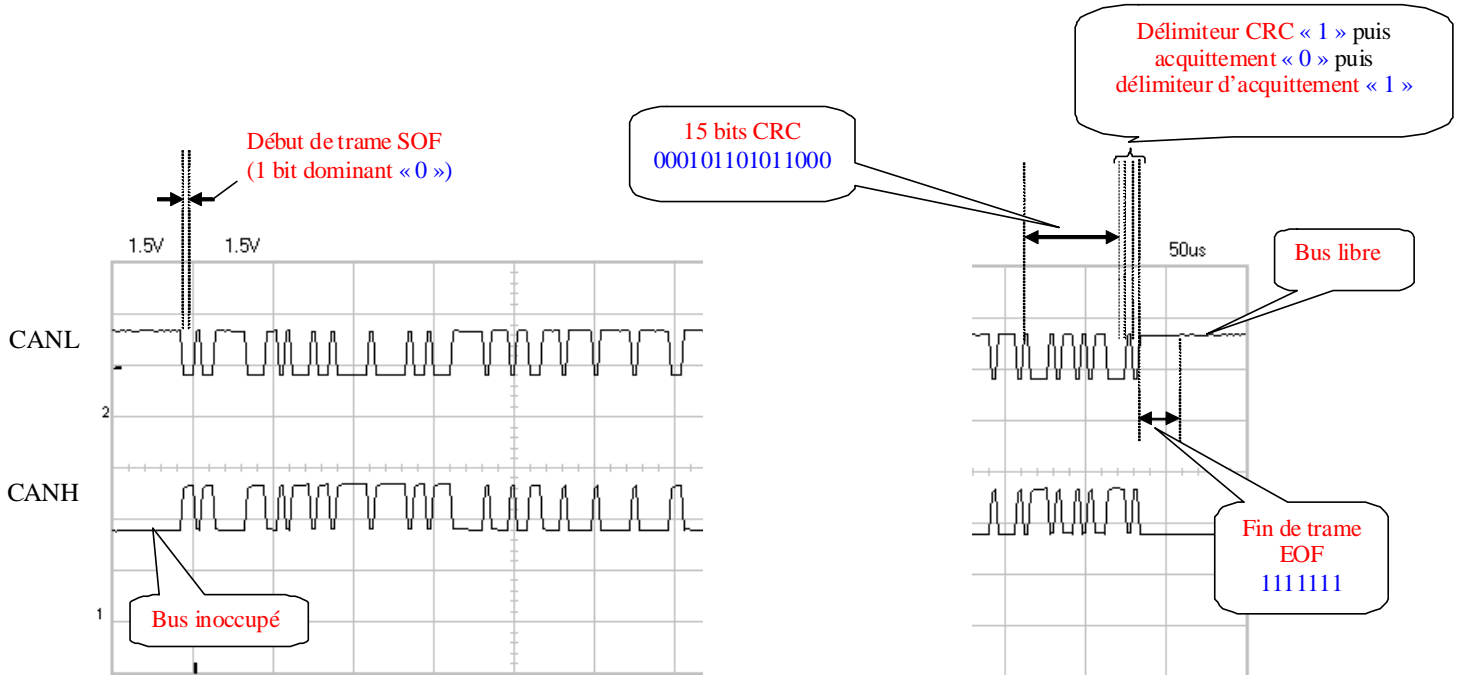 Délimiteur CRC « 1 » puis
acquittement « 0 » puis
délimiteur d'acquittement « 1 »
Début de trame SOF
(1 bit dominant « 0 »)
15 bits CRC
000101101011000
1.5V 1.5V
50us
Bus libre
CANL
2
CANH
Fin de trame
EOF
1111111
1
Bus inoccupé